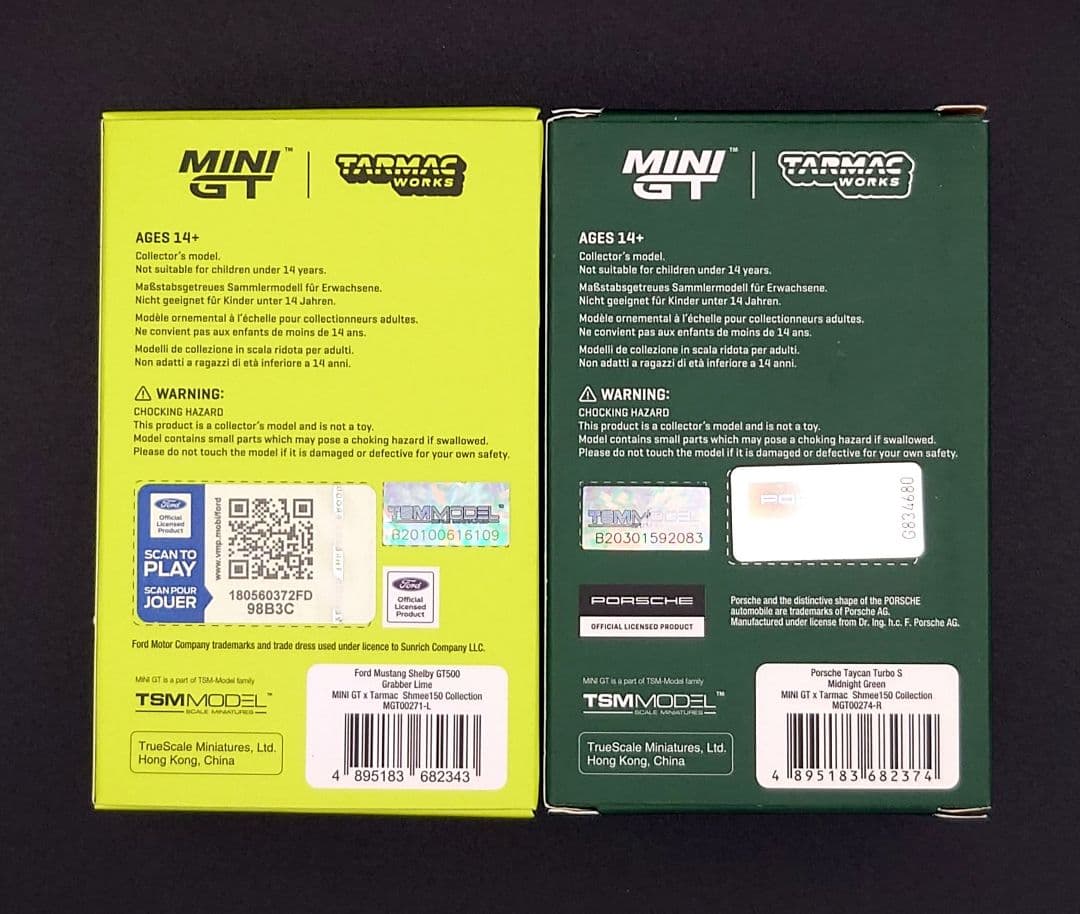 MINI GT™ | TARMAC WORKS
AGES 14+
Collector's model.
Not suitable for children under 14 years.
Maßstabsgetreues Sammlermodell für Erwachsene.
Nicht geeignet für Kinder unter 14 Jahren.
Modèle ornemental à l'échelle pour collectionneurs adultes.
Ne convient pas aux enfants de moins de 14 ans.
Modelli de collezione in scala ridota per adulti.
Non adatti a ragazzi di età inferiore a 14 anni.
WARNING:
CHOCKING HAZARD
This product is a collector's model and is not a toy.
Model contains small parts which may pose a choking hazard if swallowed.
Please do not touch the model if it is damaged or defective for your own safety.
Ford
Official
Licensed
Product
SCAN TO
PLAY
SCAN POUR
JOUER
www.vmp.mobi/ford
180560372FD
98B3C
TSMMODEL™
B20100616109
Ford
Official
Licensed
Product
Ford Motor Company trademarks and trade dress used under licence to Sunrich Company LLC.
MINI GT is a part of TSM-Model family
TSMMODEL™
SCALE MINIATURES
TrueScale Miniatures, Ltd.
Hong Kong, China
Ford Mustang Shelby GT500
Grabber Lime
MINI GT x Tarmac Shmee150 Collection
MGT00271-L
4 895183 682343
MINI GT™ | TARMAC WORKS
AGES 14+
Collector's model.
Not suitable for children under 14 years.
Maßstabsgetreues Sammlermodell für Erwachsene.
Nicht geeignet für Kinder unter 14 Jahren.
Modèle ornemental à l'échelle pour collectionneurs adultes.
Ne convient pas aux enfants de moins de 14 ans.
Modelli de collezione in scala ridota per adulti.
Non adatti a ragazzi di età inferiore a 14 anni.
WARNING:
CHOCKING HAZARD
This product is a collector's model and is not a toy.
Model contains small parts which may pose a choking hazard if swallowed.
Please do not touch the model if it is damaged or defective for your own safety.
TSMMODEL
B20301592083
PO
G834680
PORSCHE
OFFICIAL LICENSED PRODUCT
Porsche and the distinctive shape of the PORSCHE
automobile are trademarks of Porsche AG.
Manufactured under license from Dr. Ing. h.c. F. Porsche AG.
MINI GT is a part of TSM-Model family
TSMMODEL™
SCALE MINIATURES
TrueScale Miniatures, Ltd.
Hong Kong, China
Porsche Taycan Turbo S
Midnight Green
MINI GT x Tarmac Shmee150 Collection
MGT00274-R
4 895183 682374